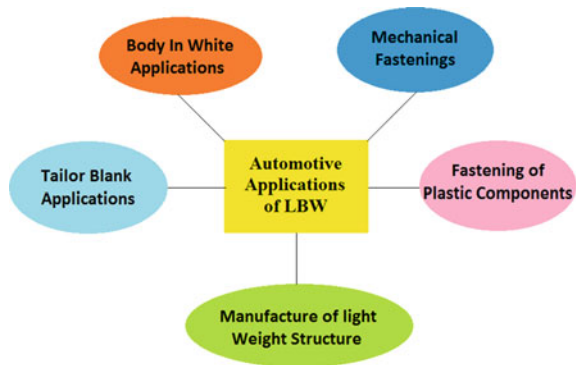 Body In White
Applications
Mechanical
Fastenings
Tailor Blank
Applications
Automotive
Applications
of LBW
Fastening of
Plastic Components
Manufacture of light
Weight Structure